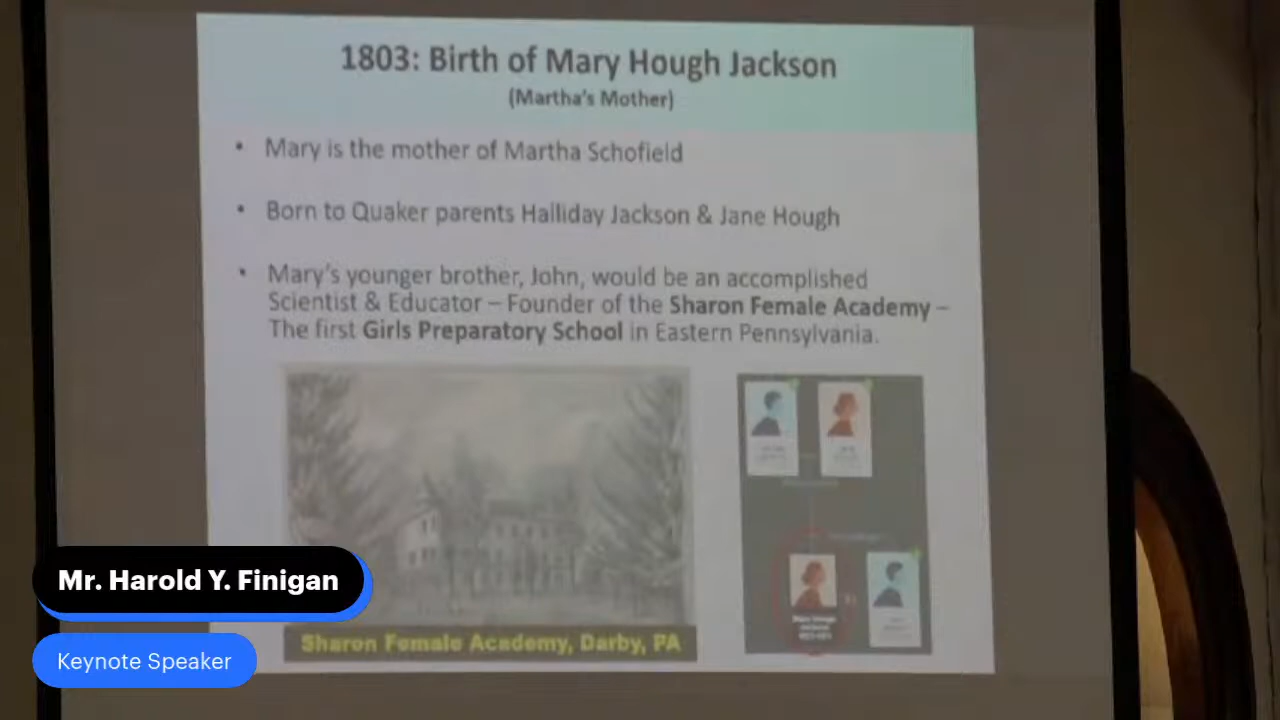 1803: Birth of Mary Hough Jackson
(Martha's Mother)
• Mary is the mother of Martha Schofield
• Born to Quaker parents Halliday Jackson & Jane Hough
• Mary's younger brother, John, would be an accomplished
Scientist & Educator – Founder of the Sharon Female Academy –
The first Girls Preparatory School in Eastern Pennsylvania.
Sharon Female Academy, Darby, PA
Mr. Harold Y. Finigan
Keynote Speaker